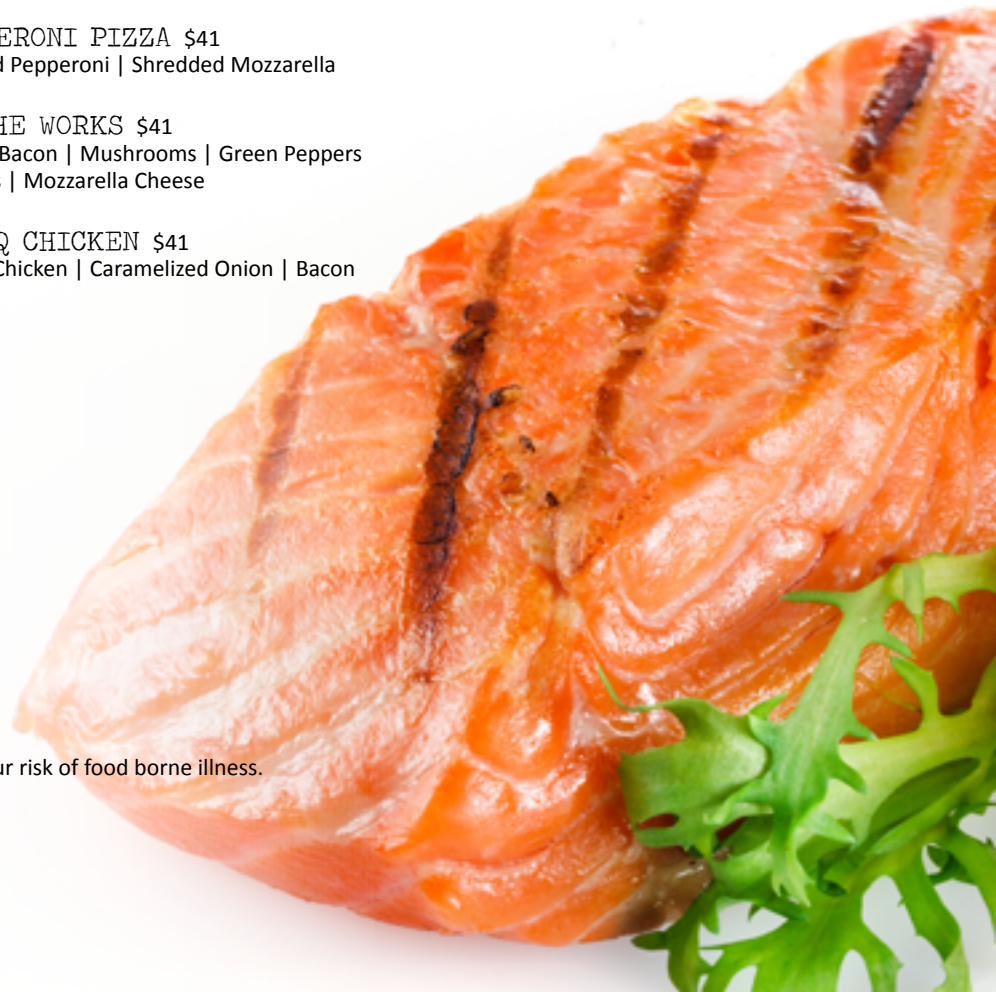 ERONI PIZZA $41
d Pepperoni | Shredded Mozzarella
HE WORKS $41
Bacon | Mushrooms | Green Peppers
s | Mozzarella Cheese
Q CHICKEN $41
Chicken | Caramelized Onion | Bacon
ur risk of food borne illness.